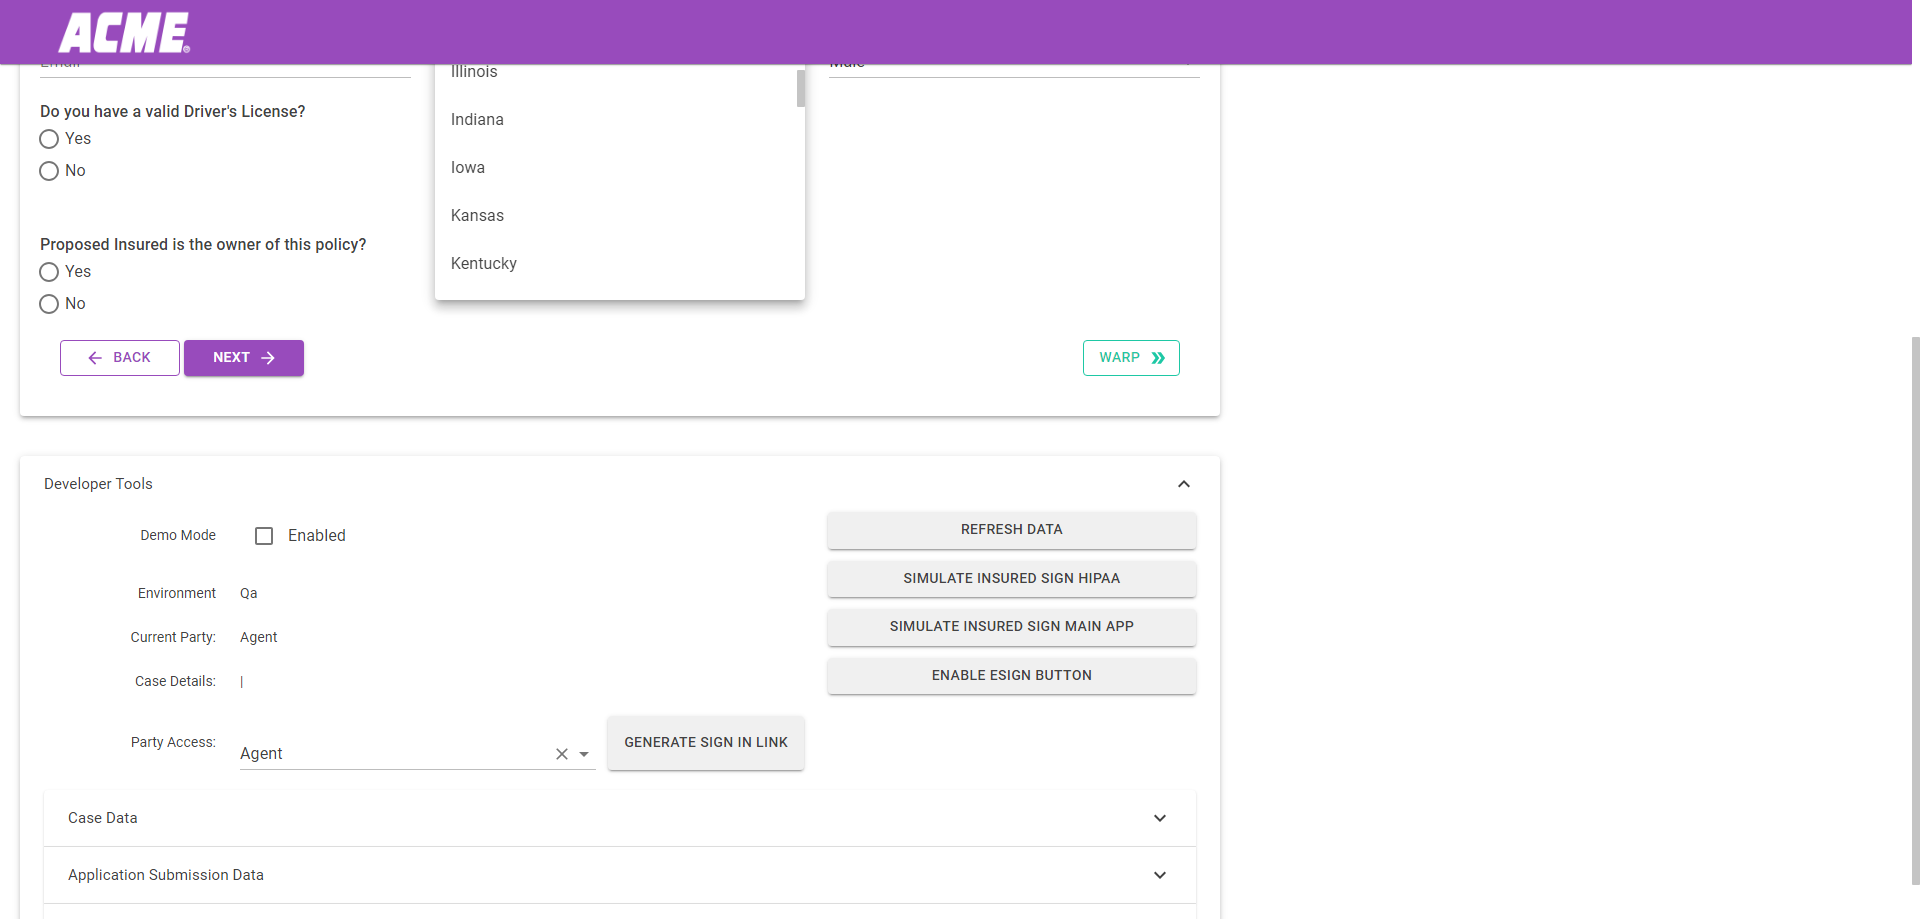 ACME
Email
Illinois
Male
Do you have a valid Driver's License?
Yes
No
Indiana
Iowa
Kansas
Kentucky
Proposed Insured is the owner of this policy?
Yes
No
BACK
NEXT
WARP
Developer Tools
Demo Mode
Enabled
Environment
Qa
Current Party:
Agent
Case Details:
|
Party Access:
Agent
GENERATE SIGN IN LINK
REFRESH DATA
SIMULATE INSURED SIGN HIPAA
SIMULATE INSURED SIGN MAIN APP
ENABLE ESIGN BUTTON
Case Data
Application Submission Data